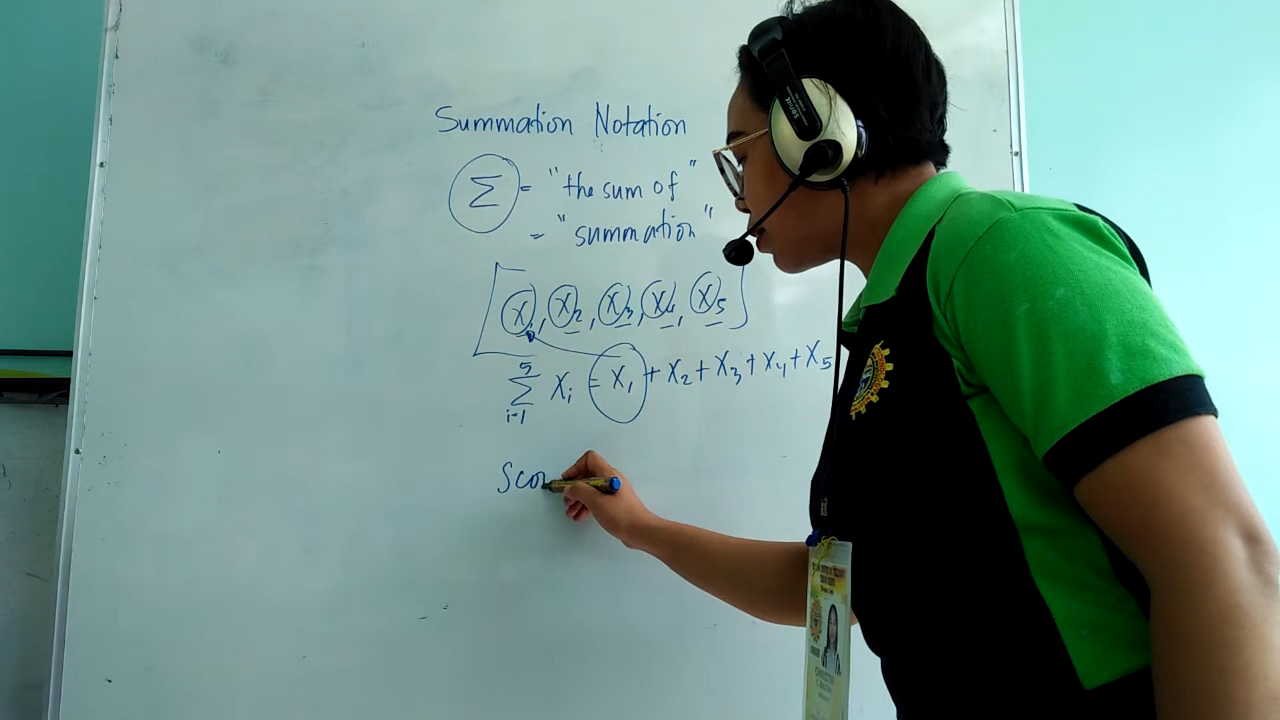 Summation Notation
Σ = "the sum of"
= "summation"
[X₁, X₂, X₃, X₄, X₅]
5
Σ Xᵢ = X₁ + X₂ + X₃ + X₄ + X₅
i-1
Scor